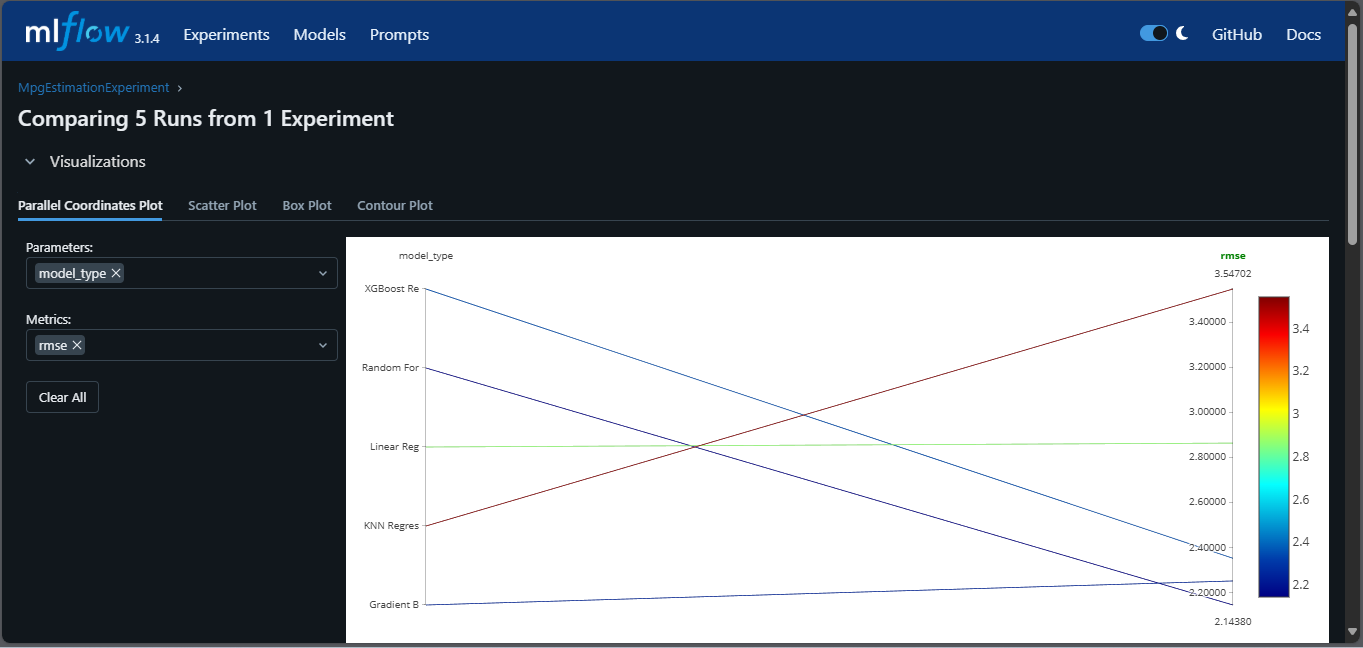 mlflow 3.1.4 Experiments Models Prompts GitHub Docs
MpgEstimationExperiment ›
Comparing 5 Runs from 1 Experiment
Visualizations
Parallel Coordinates Plot Scatter Plot Box Plot Contour Plot
Parameters:
model_type ×
Metrics:
rmse ×
Clear All
model_type
XGBoost Re
Random For
Linear Reg
KNN Regres
Gradient B
rmse
3.54702
3.40000
3.20000
3.00000
2.80000
2.60000
2.40000
2.20000
2.14380
3.4
3.2
3
2.8
2.6
2.4
2.2